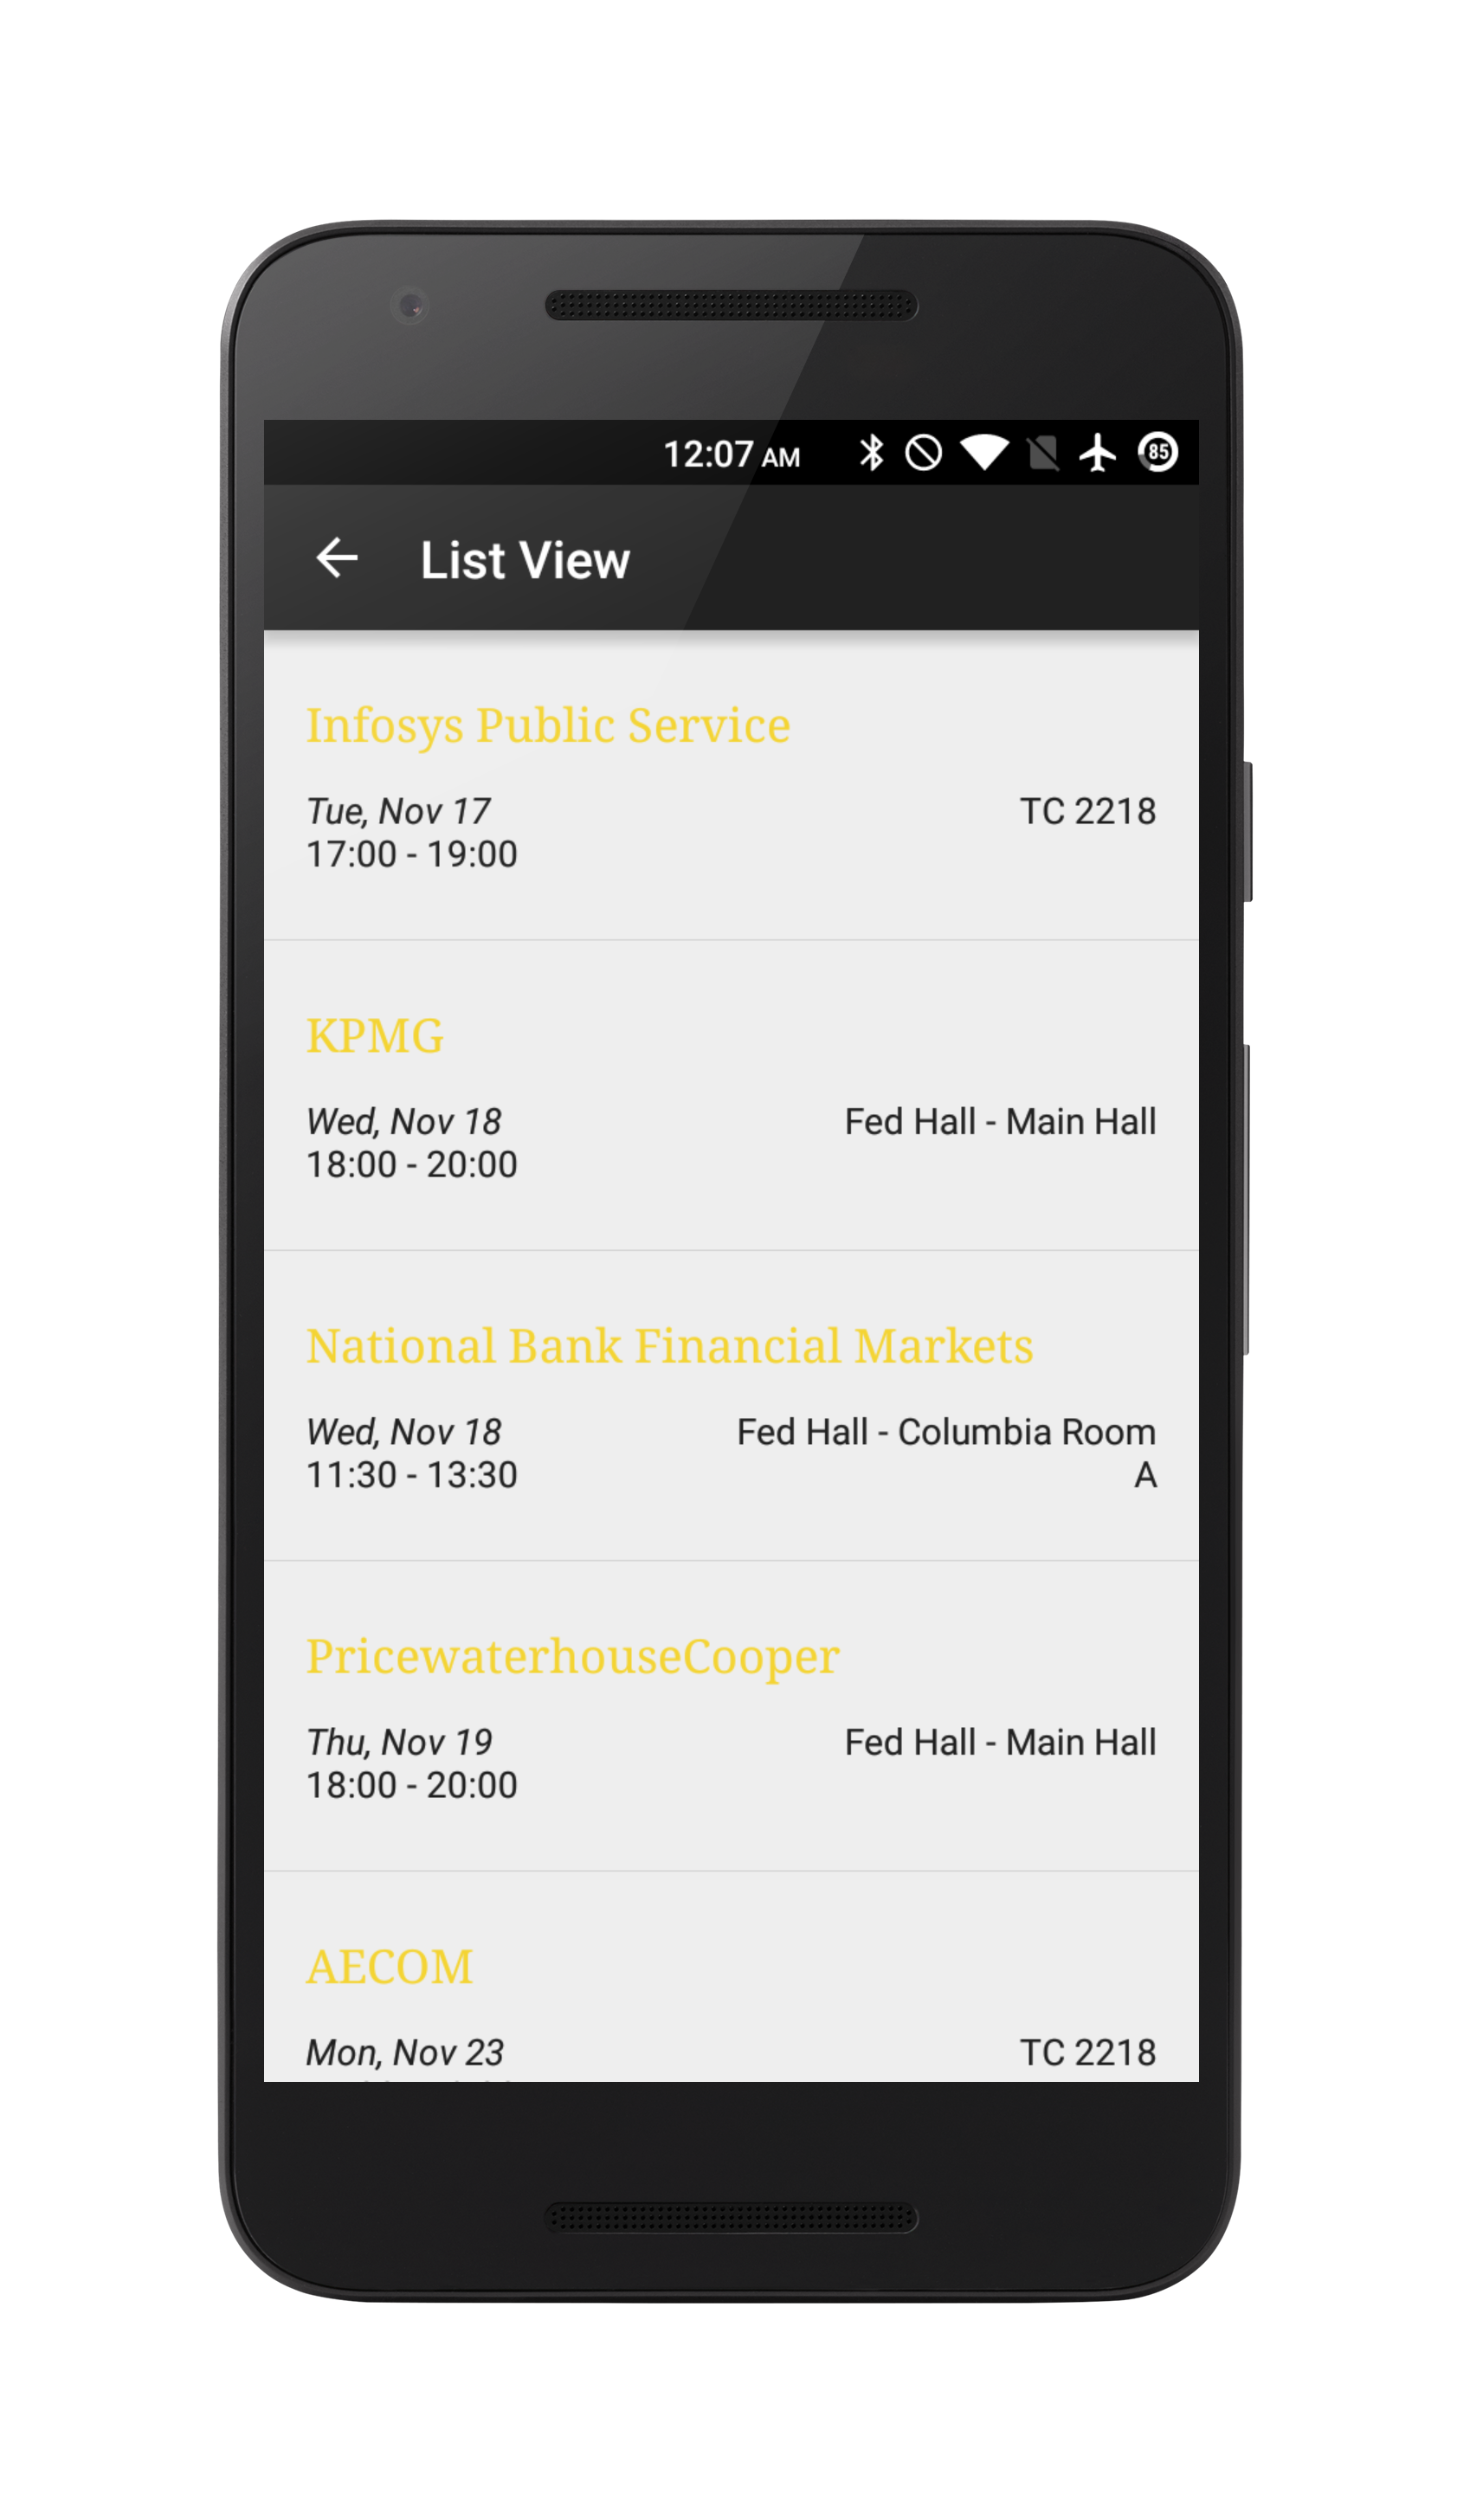 12:07 AM 85
List View
Infosys Public Service
Tue, Nov 17 TC 2218
17:00 - 19:00
KPMG
Wed, Nov 18 Fed Hall - Main Hall
18:00 - 20:00
National Bank Financial Markets
Wed, Nov 18 Fed Hall - Columbia Room
11:30 - 13:30 A
PricewaterhouseCooper
Thu, Nov 19 Fed Hall - Main Hall
18:00 - 20:00
AECOM
Mon, Nov 23 TC 2218